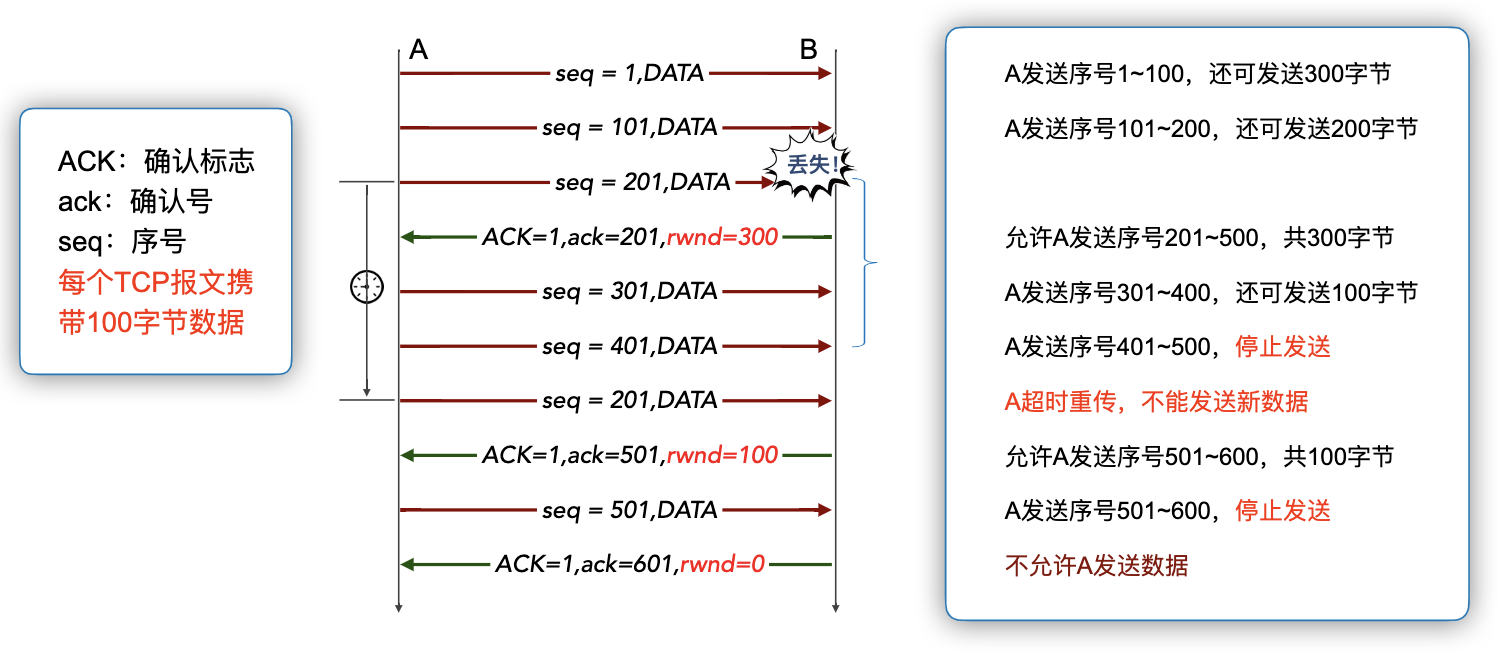 ACK：确认标志
ack：确认号
seq：序号
每个TCP报文携
带100字节数据
A
B
seq = 1,DATA
seq = 101,DATA
丢失！
seq = 201,DATA
ACK=1,ack=201,rwnd=300
seq = 301,DATA
seq = 401,DATA
seq = 201,DATA
ACK=1,ack=501,rwnd=100
seq = 501,DATA
ACK=1,ack=601,rwnd=0
A发送序号1~100，还可发送300字节
A发送序号101~200，还可发送200字节
允许A发送序号201~500，共300字节
A发送序号301~400，还可发送100字节
A发送序号401~500，停止发送
A超时重传，不能发送新数据
允许A发送序号501~600，共100字节
A发送序号501~600，停止发送
不允许A发送数据